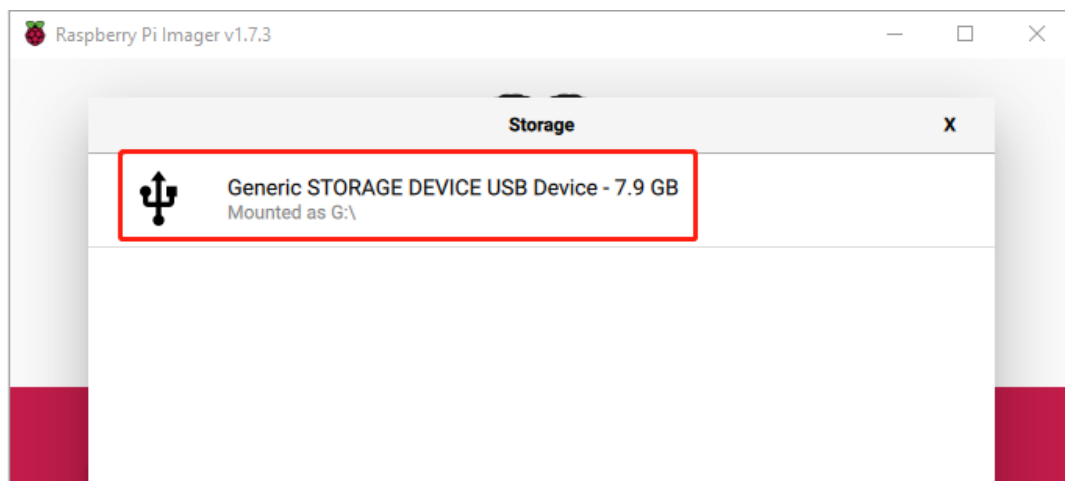 Raspberry Pi Imager v1.7.3
Storage
X
Generic STORAGE DEVICE USB Device - 7.9 GB
Mounted as G:\